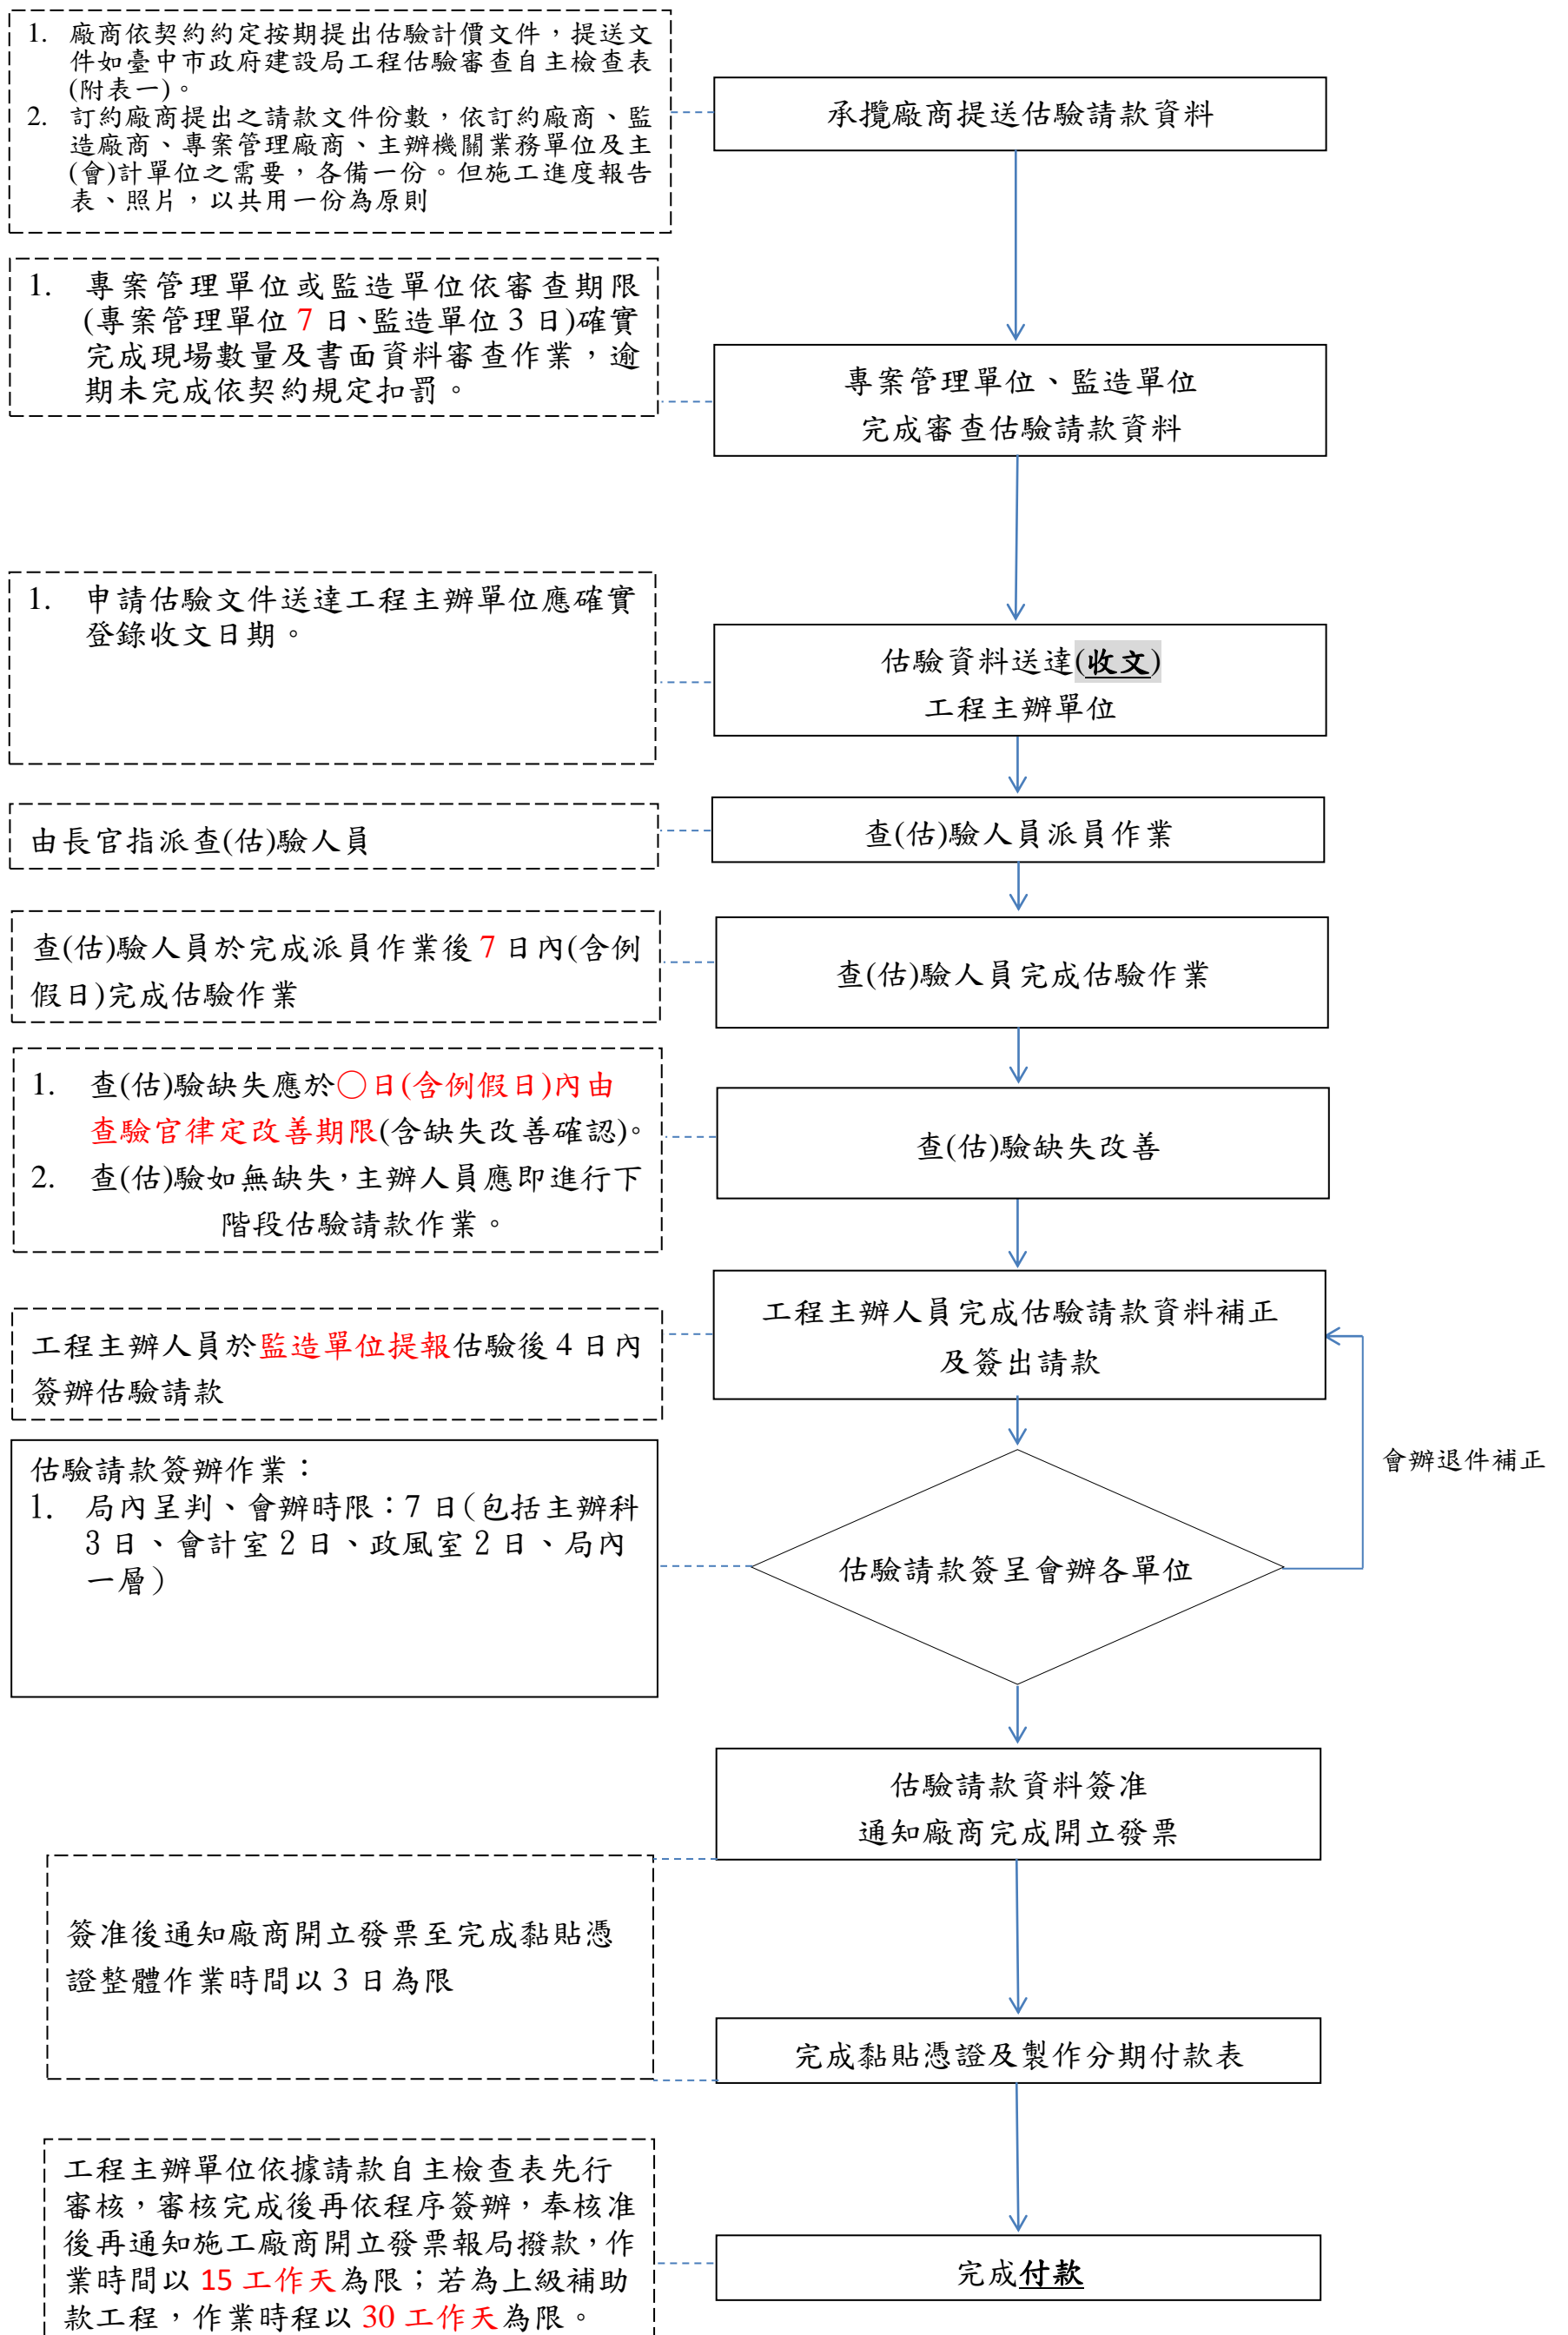 1. 廠商依契約約定按期提出估驗計價文件，提送文
件如臺中市政府建設局工程估驗審查自主檢查表
(附表一)。
2. 訂約廠商提出之請款文件份數，依訂約廠商、監
造廠商、專案管理廠商、主辦機關業務單位及主
(會)計單位之需要，各備一份。但施工進度報告
表、照片，以共用一份為原則
承攬廠商提送估驗請款資料
1. 專案管理單位或監造單位依審查期限
(專案管理單位 7 日、監造單位 3 日)確實
完成現場數量及書面資料審查作業，逾
期未完成依契約規定扣罰。
專案管理單位、監造單位
完成審查估驗請款資料
1. 申請估驗文件送達工程主辦單位應確實
登錄收文日期。
估驗資料送達(收文)
工程主辦單位
由長官指派查(估)驗人員
查(估)驗人員派員作業
查(估)驗人員於完成派員作業後 7 日內(含例
假日)完成估驗作業
查(估)驗人員完成估驗作業
1. 查(估)驗缺失應於○日(含例假日)內由
查驗官律定改善期限(含缺失改善確認)。
2. 查(估)驗如無缺失，主辦人員應即進行下
階段估驗請款作業。
查(估)驗缺失改善
工程主辦人員於監造單位提報估驗後 4 日內
簽辦估驗請款
工程主辦人員完成估驗請款資料補正
及簽出請款
會辦退件補正
估驗請款簽辦作業：
1. 局內呈判、會辦時限：7 日（包括主辦科
3 日、會計室 2 日、政風室 2 日、局內
一層）
估驗請款簽呈會辦各單位
估驗請款資料簽准
通知廠商完成開立發票
簽准後通知廠商開立發票至完成黏貼憑
證整體作業時間以 3 日為限
完成黏貼憑證及製作分期付款表
工程主辦單位依據請款自主檢查表先行
審核，審核完成後再依程序簽辦，奉核准
後再通知施工廠商開立發票報局撥款，作
業時間以 15 工作天為限；若為上級補助
款工程，作業時程以 30 工作天為限。
完成付款